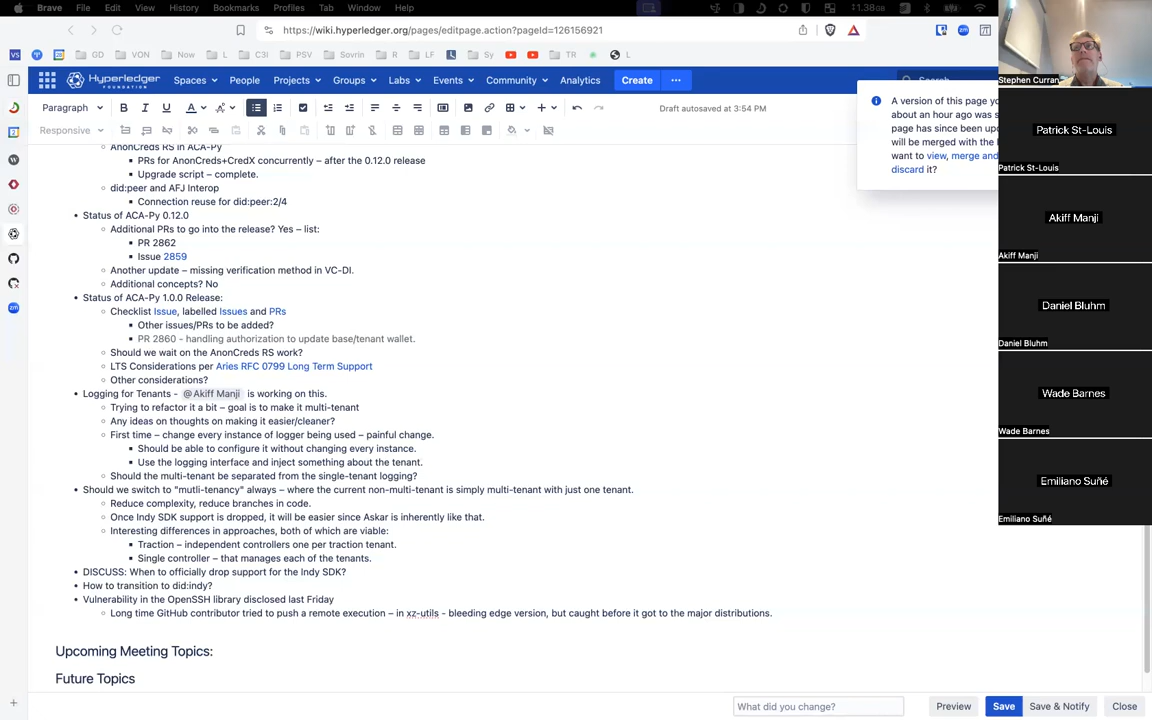 Brave File Edit View History Bookmarks Profiles Tab Window Help
1.38 GB
https://wiki.hyperledger.org/pages/editpage.action?pageId=126156921
VS
GD VON Now L C3I PSV Sovrin R LF Sy TR L
HYPERLEDGER FOUNDATION Spaces People Projects Groups Labs Events Community Analytics Create ... Search
Paragraph B I U A Draft autosaved at 3:54 PM
Responsive
A version of this page yo
about an hour ago was s
page has since been upd
will be merged with the l
want to view, merge and
discard it?
AnonCreds RS in ACA-Py
PRs for AnonCreds+CredX concurrently – after the 0.12.0 release
Upgrade script – complete.
did:peer and AFJ Interop
Connection reuse for did:peer:2/4
Status of ACA-Py 0.12.0
Additional PRs to go into the release? Yes – list:
PR 2862
Issue 2859
Another update – missing verification method in VC-DI.
Additional concepts? No
Status of ACA-Py 1.0.0 Release:
Checklist Issue, labelled Issues and PRs
Other issues/PRs to be added?
PR 2860 - handling authorization to update base/tenant wallet.
Should we wait on the AnonCreds RS work?
LTS Considerations per Aries RFC 0799 Long Term Support
Other considerations?
Logging for Tenants - @Akiff Manji is working on this.
Trying to refactor it a bit – goal is to make it multi-tenant
Any ideas on thoughts on making it easier/cleaner?
First time – change every instance of logger being used – painful change.
Should be able to configure it without changing every instance.
Use the logging interface and inject something about the tenant.
Should the multi-tenant be separated from the single-tenant logging?
Should we switch to "mutli-tenancy" always – where the current non-multi-tenant is simply multi-tenant with just one tenant.
Reduce complexity, reduce branches in code.
Once Indy SDK support is dropped, it will be easier since Askar is inherently like that.
Interesting differences in approaches, both of which are viable:
Traction – independent controllers one per traction tenant.
Single controller – that manages each of the tenants.
DISCUSS: When to officially drop support for the Indy SDK?
How to transition to did:indy?
Vulnerability in the OpenSSH library disclosed last Friday
Long time GitHub contributor tried to push a remote execution – in xz-utils - bleeding edge version, but caught before it got to the major distributions.
Upcoming Meeting Topics:
Future Topics
What did you change? Preview Save Save & Notify Close
Stephen Curran
Patrick St-Louis
Patrick St-Louis
Akiff Manji
Akiff Manji
Daniel Bluhm
Daniel Bluhm
Wade Barnes
Wade Barnes
Emiliano Suñé
Emiliano Suñé